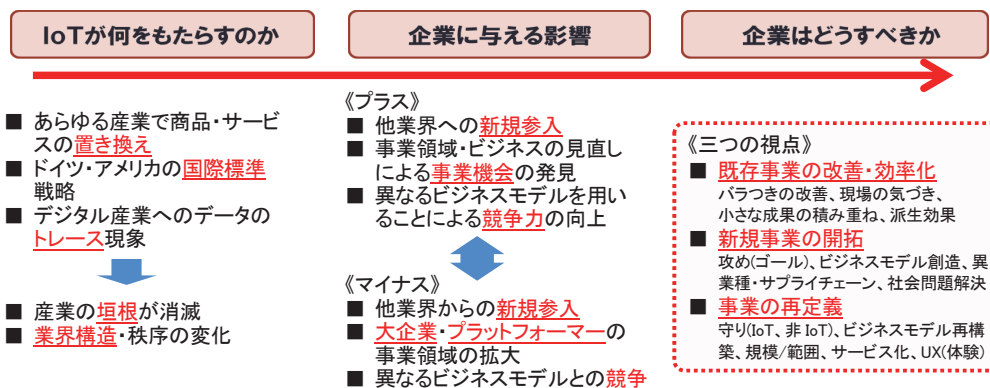 IoTが何をもたらすのか
■ あらゆる産業で商品・サービ
スの置き換え
■ ドイツ・アメリカの国際標準
戦略
■ デジタル産業へのデータの
トレース現象
■ 産業の垣根が消滅
■ 業界構造・秩序の変化
企業に与える影響
《プラス》
■ 他業界への新規参入
■ 事業領域・ビジネスの見直し
による事業機会の発見
■ 異なるビジネスモデルを用い
ることによる競争力の向上
《マイナス》
■ 他業界からの新規参入
■ 大企業・プラットフォーマーの
事業領域の拡大
■ 異なるビジネスモデルとの競争
企業はどうすべきか
《三つの視点》
■ 既存事業の改善・効率化
バラつきの改善、現場の気づき、
小さな成果の積み重ね、派生効果
■ 新規事業の開拓
攻め(ゴール)、ビジネスモデル創造、異
業種・サプライチェーン、社会問題解決
■ 事業の再定義
守り(IoT、非IoT)、ビジネスモデル再構
築、規模/範囲、サービス化、UX(体験)